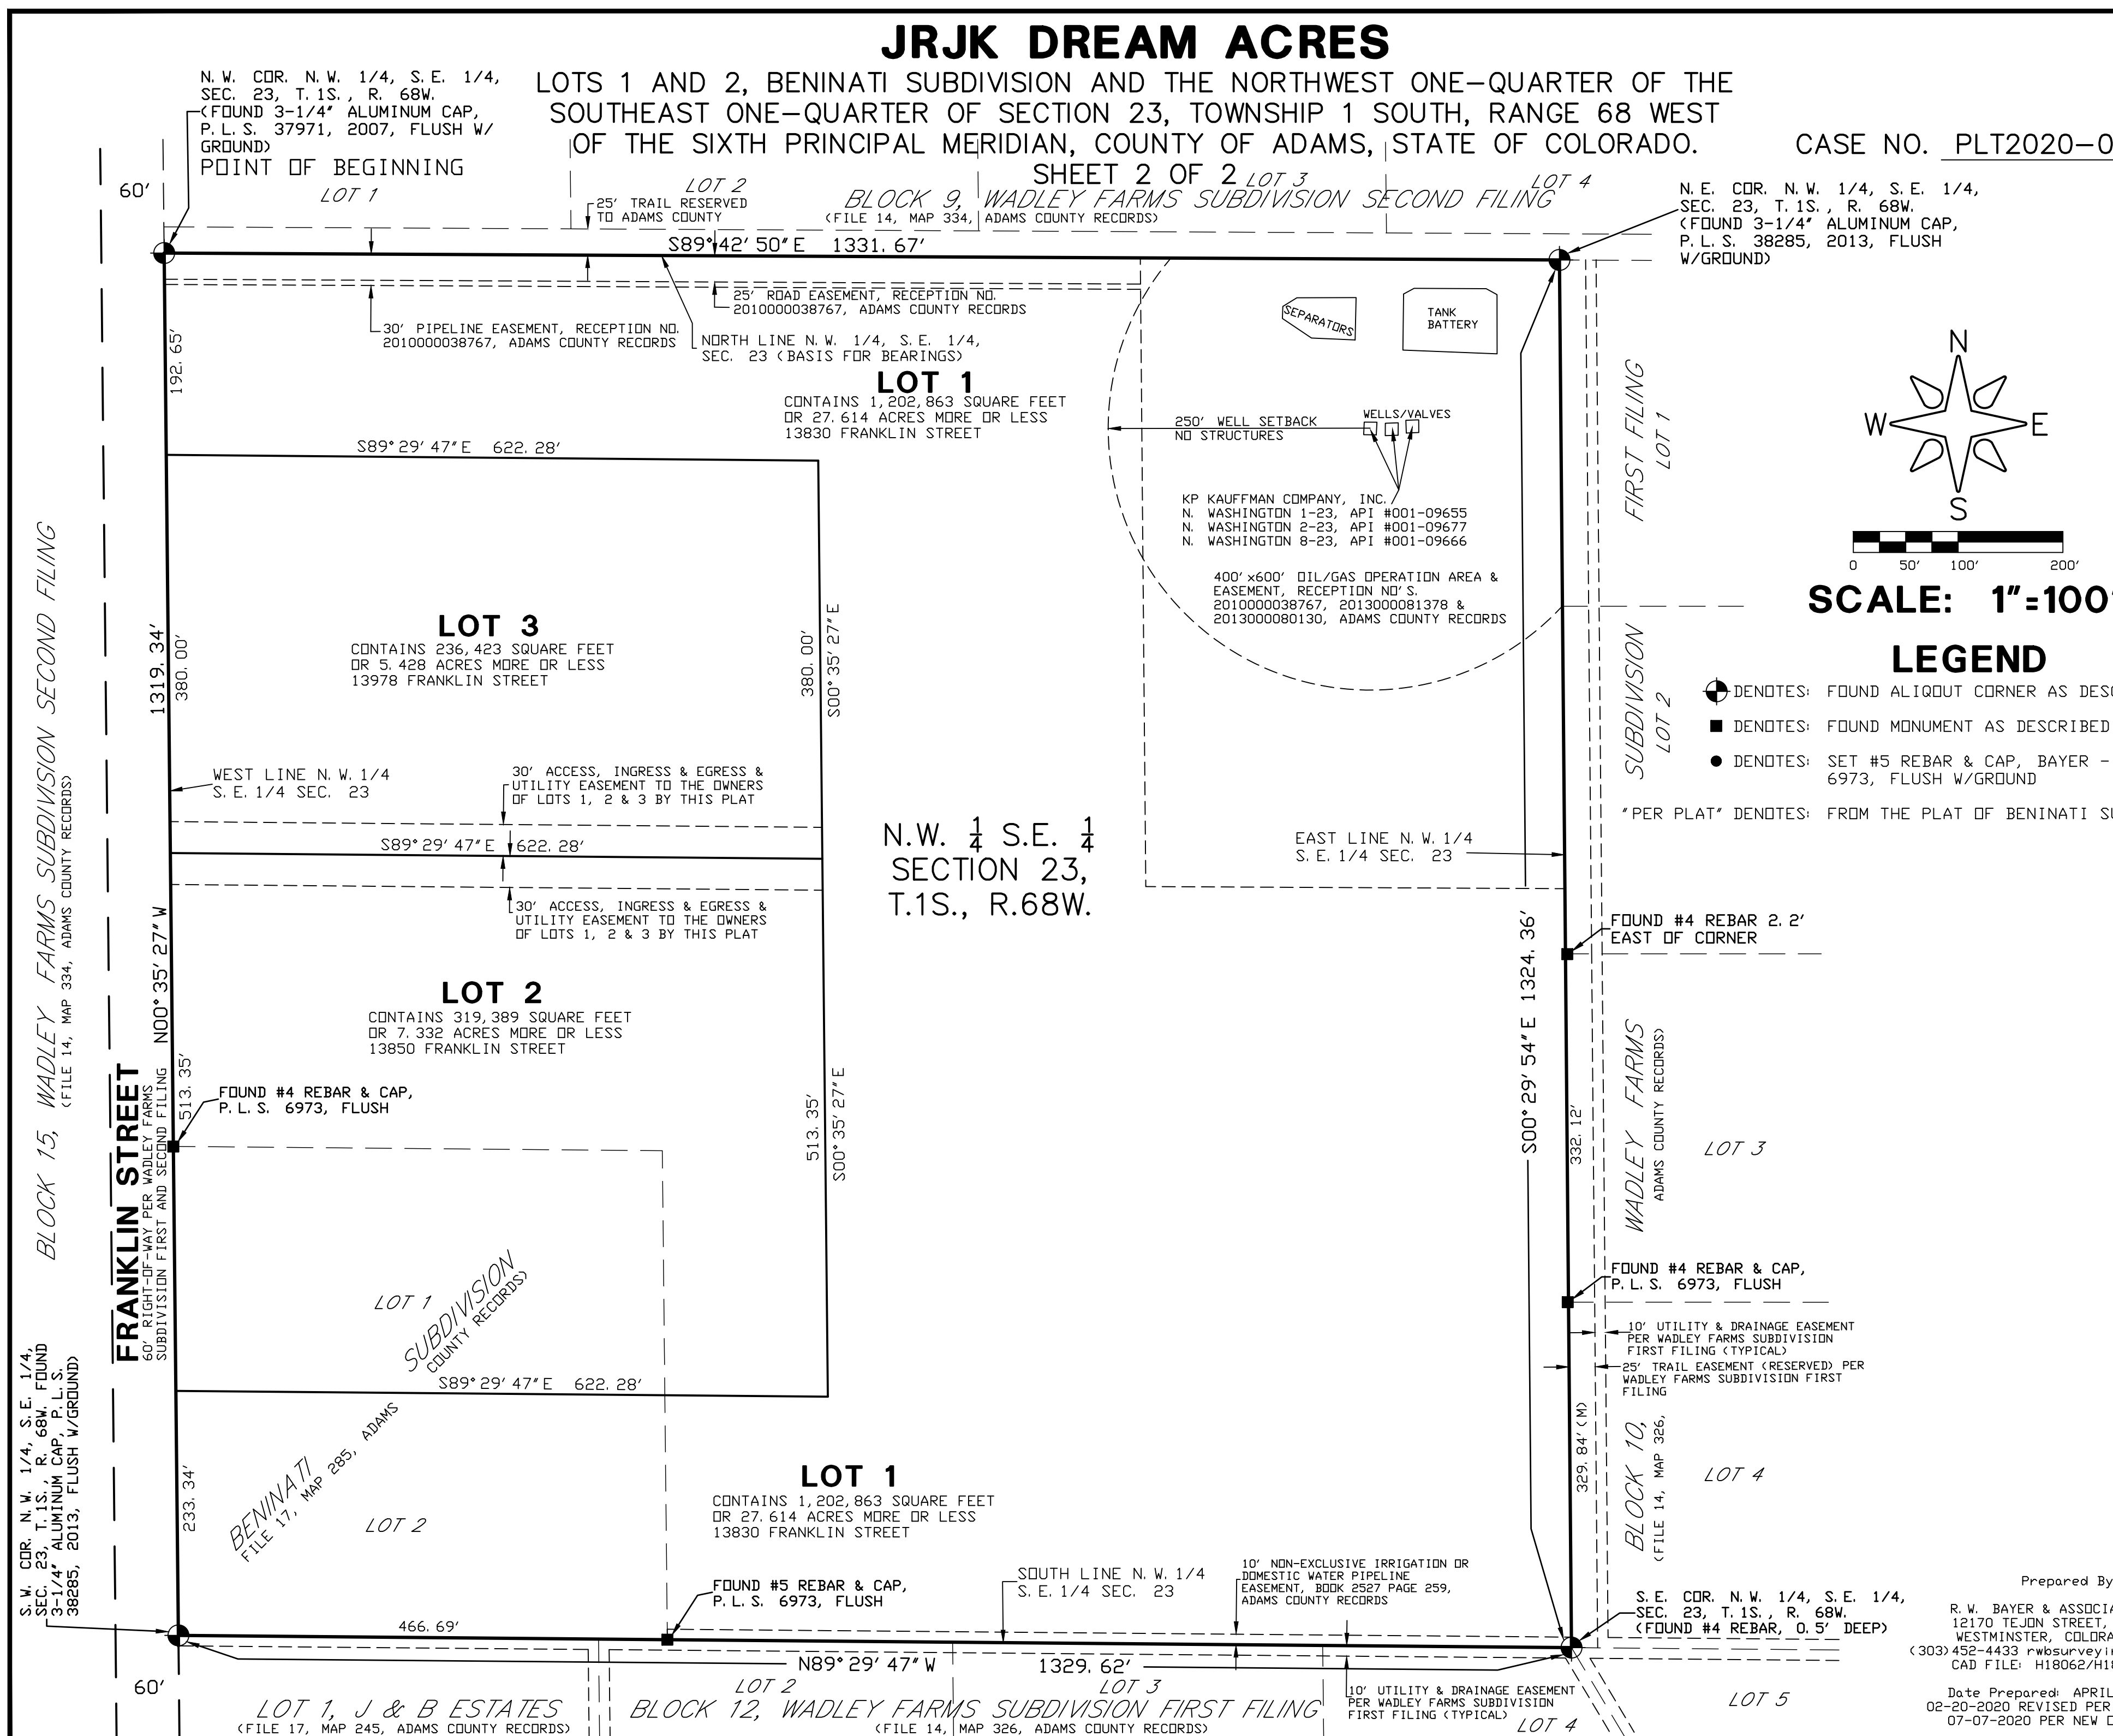 JRJK DREAM ACRES
LOTS 1 AND 2, BENINATI SUBDIVISION AND THE NORTHWEST ONE-QUARTER OF THE
SOUTHEAST ONE-QUARTER OF SECTION 23, TOWNSHIP 1 SOUTH, RANGE 68 WEST
OF THE SIXTH PRINCIPAL MERIDIAN, COUNTY OF ADAMS, STATE OF COLORADO.
SHEET 2 OF 2
CASE NO. PLT2020-0
N.W. COR. N.W. 1/4, S.E. 1/4,
SEC. 23, T.1S., R. 68W.
(FOUND 3-1/4" ALUMINUM CAP,
P.L.S. 37971, 2007, FLUSH W/
GROUND)
POINT OF BEGINNING
60'
LOT 1
LOT 2
LOT 3
LOT 4
BLOCK 9, WADLEY FARMS SUBDIVISION SECOND FILING
(FILE 14, MAP 334, ADAMS COUNTY RECORDS)
25' TRAIL RESERVED
TO ADAMS COUNTY
N.E. COR. N.W. 1/4, S.E. 1/4,
SEC. 23, T.1S., R. 68W.
(FOUND 3-1/4" ALUMINUM CAP,
P.L.S. 38285, 2013, FLUSH
W/GROUND)
S89°42'50"E 1331.67'
25' ROAD EASEMENT, RECEPTION NO.
2010000038767, ADAMS COUNTY RECORDS
30' PIPELINE EASEMENT, RECEPTION NO.
2010000038767, ADAMS COUNTY RECORDS
NORTH LINE N.W. 1/4, S.E. 1/4,
SEC. 23 (BASIS FOR BEARINGS)
SEPARATORS
TANK
BATTERY
192.65'
LOT 1
CONTAINS 1,202,863 SQUARE FEET
OR 27.614 ACRES MORE OR LESS
13830 FRANKLIN STREET
250' WELL SETBACK
NO STRUCTURES
WELLS/VALVES
S89°29'47"E 622.28'
KP KAUFFMAN COMPANY, INC.
N. WASHINGTON 1-23, API #001-09655
N. WASHINGTON 2-23, API #001-09677
N. WASHINGTON 8-23, API #001-09666
400'x600' OIL/GAS OPERATION AREA &
EASEMENT, RECEPTION NO'S.
2010000038767, 2013000081378 &
2013000080130, ADAMS COUNTY RECORDS
FIRST FILING
LOT 1
N
W
E
S
0 50' 100' 200'
SCALE: 1"=100'
LEGEND
DENOTES: FOUND ALIQOUT CORNER AS DESC
DENOTES: FOUND MONUMENT AS DESCRIBED
DENOTES: SET #5 REBAR & CAP, BAYER -
6973, FLUSH W/GROUND
"PER PLAT" DENOTES: FROM THE PLAT OF BENINATI SU
LOT 3
CONTAINS 236,423 SQUARE FEET
OR 5.428 ACRES MORE OR LESS
13978 FRANKLIN STREET
1319.34'
380.00'
380.00'
S00°35'27"E
SUBDIVISION
LOT 2
WEST LINE N.W. 1/4
S.E. 1/4 SEC. 23
30' ACCESS, INGRESS & EGRESS &
UTILITY EASEMENT TO THE OWNERS
OF LOTS 1, 2 & 3 BY THIS PLAT
S89°29'47"E 622.28'
N.W. 1/4 S.E. 1/4
SECTION 23,
T.1S., R.68W.
EAST LINE N.W. 1/4
S.E. 1/4 SEC. 23
30' ACCESS, INGRESS & EGRESS &
UTILITY EASEMENT TO THE OWNERS
OF LOTS 1, 2 & 3 BY THIS PLAT
FOUND #4 REBAR 2.2'
EAST OF CORNER
BLOCK 15, WADLEY FARMS SUBDIVISION SECOND FILING
(FILE 14, MAP 334, ADAMS COUNTY RECORDS)
N00°35'27"W
LOT 2
CONTAINS 319,389 SQUARE FEET
OR 7.332 ACRES MORE OR LESS
13850 FRANKLIN STREET
S00°29'54"E 1324.36'
FRANKLIN STREET
60' RIGHT-OF-WAY PER WADLEY FARMS
SUBDIVISION FIRST AND SECOND FILING
513.35'
FOUND #4 REBAR & CAP,
P.L.S. 6973, FLUSH
513.35'
S00°35'27"E
332.12'
WADLEY FARMS
ADAMS COUNTY RECORDS)
LOT 3
FOUND #4 REBAR & CAP,
P.L.S. 6973, FLUSH
LOT 1
SUBDIVISION
COUNTY RECORDS)
10' UTILITY & DRAINAGE EASEMENT
PER WADLEY FARMS SUBDIVISION
FIRST FILING (TYPICAL)
25' TRAIL EASEMENT (RESERVED) PER
WADLEY FARMS SUBDIVISION FIRST
FILING
S89°29'47"E 622.28'
S.W. COR. N.W. 1/4, S.E. 1/4,
SEC. 23, T.1S., R. 68W. FOUND
3-1/4" ALUMINUM CAP, P.L.S.
38285, 2013, FLUSH W/GROUND)
233.34'
BENINATI
FILE 17, MAP 285, ADAMS
LOT 2
LOT 1
CONTAINS 1,202,863 SQUARE FEET
OR 27.614 ACRES MORE OR LESS
13830 FRANKLIN STREET
329.84'(M)
BLOCK 10,
(FILE 14, MAP 326,
LOT 4
FOUND #5 REBAR & CAP,
P.L.S. 6973, FLUSH
SOUTH LINE N.W. 1/4
S.E. 1/4 SEC. 23
10' NON-EXCLUSIVE IRRIGATION OR
DOMESTIC WATER PIPELINE
EASEMENT, BOOK 2527 PAGE 259,
ADAMS COUNTY RECORDS
S.E. COR. N.W. 1/4, S.E. 1/4,
SEC. 23, T.1S., R. 68W.
(FOUND #4 REBAR, 0.5' DEEP)
466.69'
N89°29'47"W 1329.62'
60'
LOT 1, J & B ESTATES
(FILE 17, MAP 245, ADAMS COUNTY RECORDS)
LOT 2
LOT 3
BLOCK 12, WADLEY FARMS SUBDIVISION FIRST FILING
(FILE 14, MAP 326, ADAMS COUNTY RECORDS)
10' UTILITY & DRAINAGE EASEMENT
PER WADLEY FARMS SUBDIVISION
FIRST FILING (TYPICAL)
LOT 4
LOT 5
Prepared By
R.W. BAYER & ASSOCIA
12170 TEJON STREET,
WESTMINSTER, COLORA
(303)452-4433 rwbsurveyi
CAD FILE: H18062/H18
Date Prepared: APRIL
02-20-2020 REVISED PER
07-07-2020 PER NEW